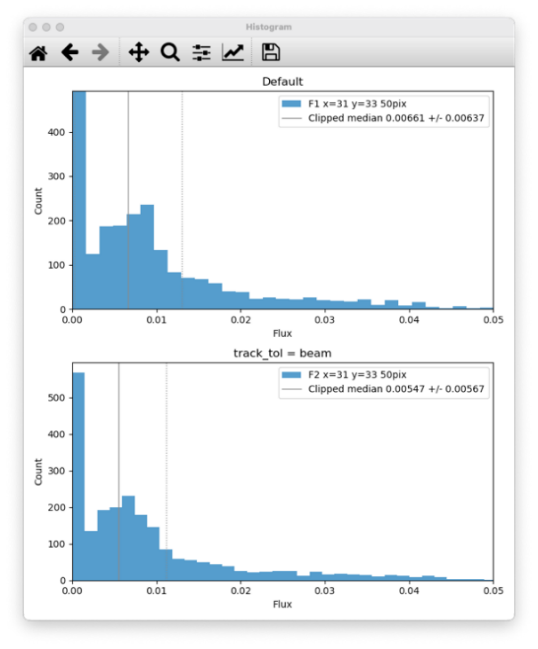 Histogram
Default
F1 x=31 y=33 50pix
Clipped median 0.00661 +/- 0.00637
400
300
200
100
0
Count
0.00 0.01 0.02 0.03 0.04 0.05
Flux
track_tol = beam
F2 x=31 y=33 50pix
Clipped median 0.00547 +/- 0.00567
500
400
300
200
100
0
Count
0.00 0.01 0.02 0.03 0.04 0.05
Flux